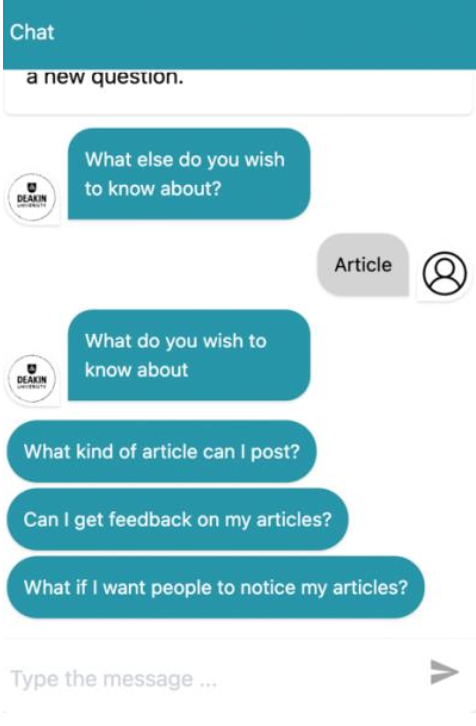 Chat
a new question.
What else do you wish
to know about?
DEAKIN
UNIVERSITY
Article
What do you wish to
know about
DEAKIN
UNIVERSITY
What kind of article can I post?
Can I get feedback on my articles?
What if I want people to notice my articles?
Type the message ...